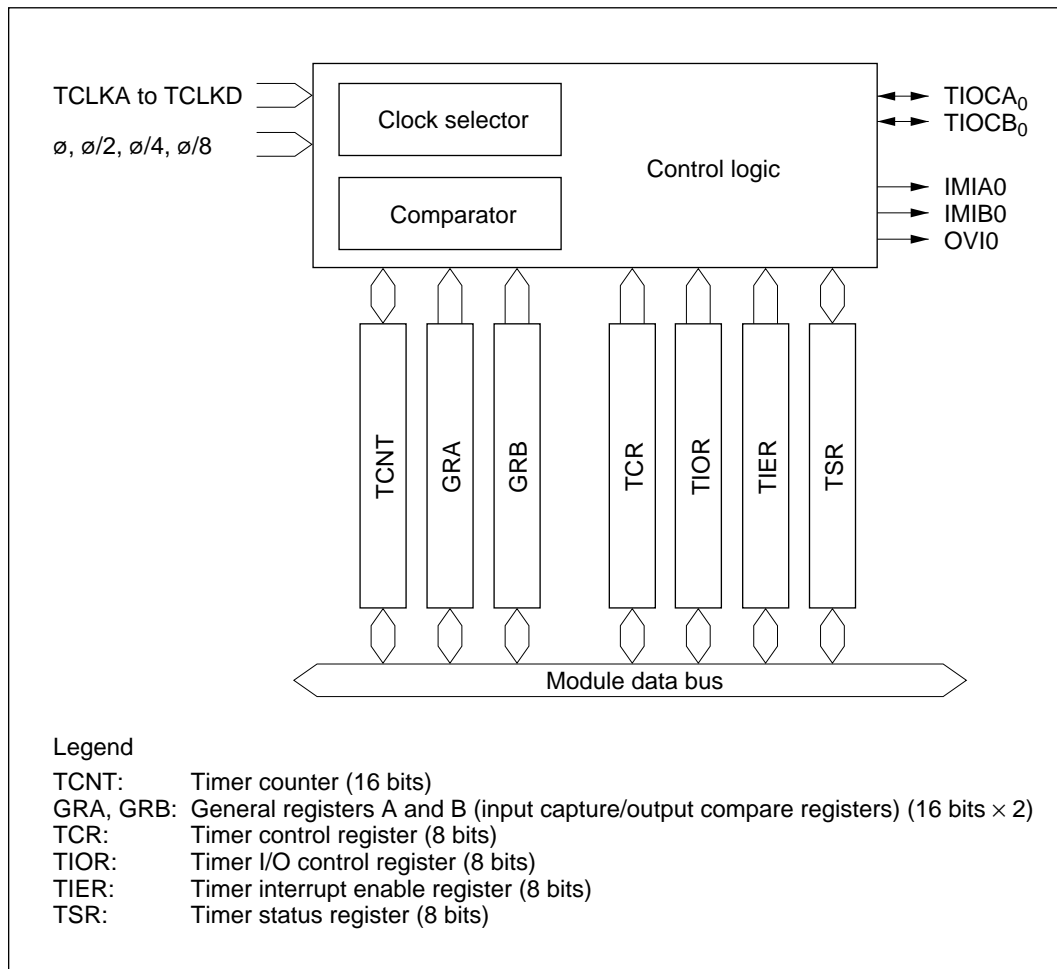 TCLKA to TCLKD
ø, ø/2, ø/4, ø/8
Clock selector
Comparator
Control logic
TIOCA0
TIOCB0
IMIA0
IMIB0
OVI0
TCNT
GRA
GRB
TCR
TIOR
TIER
TSR
Module data bus
Legend
TCNT: Timer counter (16 bits)
GRA, GRB: General registers A and B (input capture/output compare registers) (16 bits × 2)
TCR: Timer control register (8 bits)
TIOR: Timer I/O control register (8 bits)
TIER: Timer interrupt enable register (8 bits)
TSR: Timer status register (8 bits)